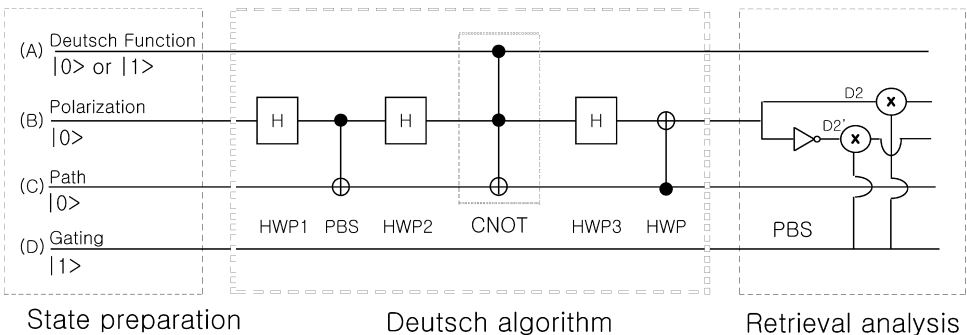 (A) Deutsch Function
|0> or |1>
(B) Polarization
|0>
(C) Path
|0>
(D) Gating
|1>
H
H
H
HWP1 PBS HWP2 CNOT HWP3 HWP
D2
x
D2'
x
PBS
State preparation
Deutsch algorithm
Retrieval analysis